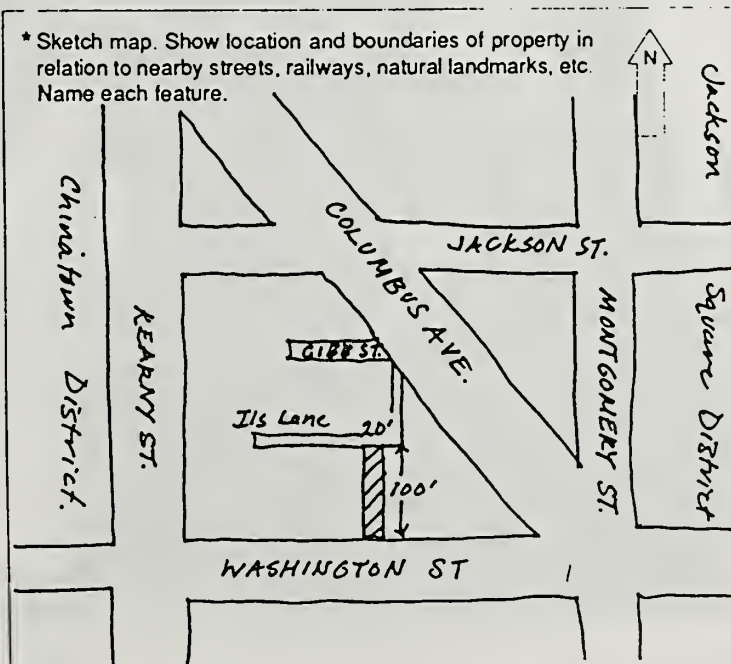 * Sketch map. Show location and boundaries of property in
relation to nearby streets, railways, natural landmarks, etc.
Name each feature.
N
Jackson
Square District
Chinatown District.
KEARNY ST.
COLUMBUS AVE.
JACKSON ST.
MONTGOMERY ST.
GIBB ST.
Ils Lane
20'
100'
WASHINGTON ST